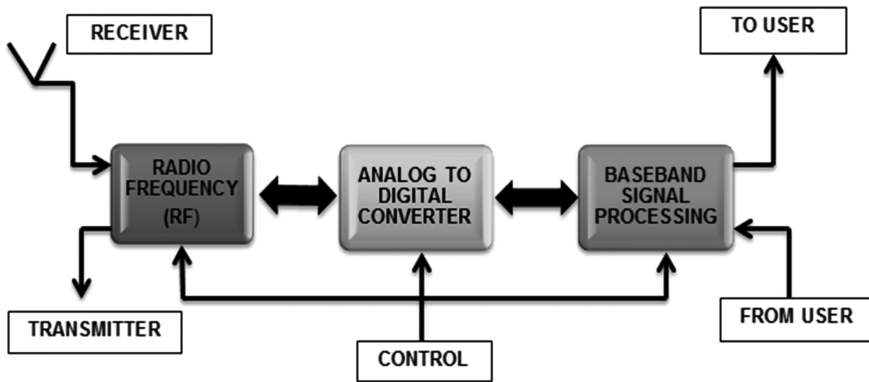 RECEIVER
TO USER
RADIO
FREQUENCY
(RF)
ANALOG TO
DIGITAL
CONVERTER
BASEBAND
SIGNAL
PROCESSING
TRANSMITTER
CONTROL
FROM USER